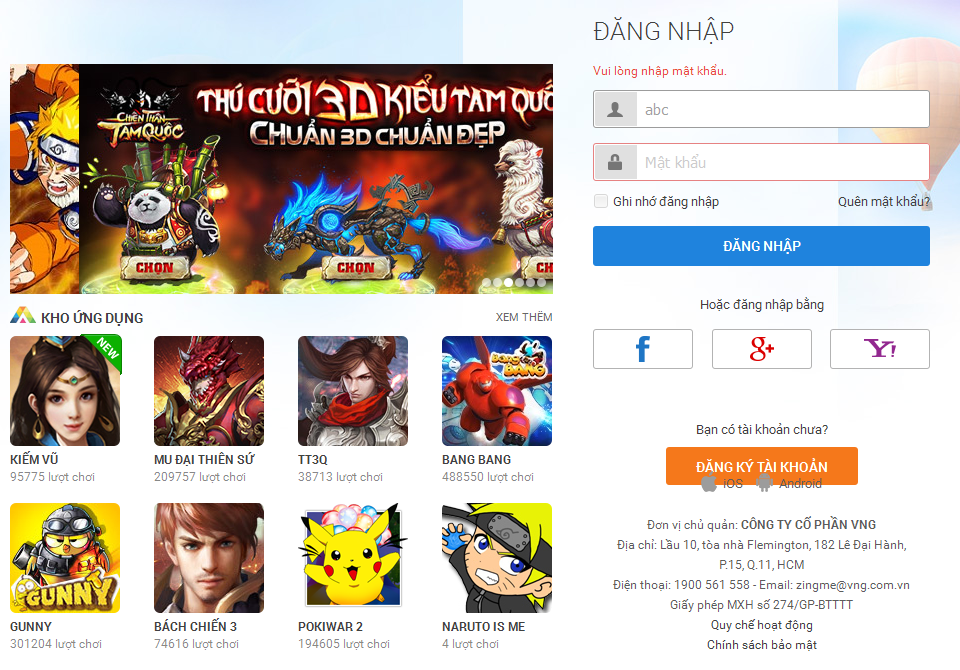 ĐĂNG NHẬP
Vui lòng nhập mật khẩu.
abc
Mật khẩu
Ghi nhớ đăng nhập
Quên mật khẩu?
ĐĂNG NHẬP
Hoặc đăng nhập bằng
f
g+
Y!
Bạn có tài khoản chưa?
ĐĂNG KÝ TÀI KHOẢN
iOS
Android
Đơn vị chủ quản: CÔNG TY CỔ PHẦN VNG
Địa chỉ: Lầu 10, tòa nhà Flemington, 182 Lê Đại Hành,
P.15, Q.11, HCM
Điện thoại: 1900 561 558 - Email: zingme@vng.com.vn
Giấy phép MXH số 274/GP-BTTTT
Quy chế hoạt động
Chính sách bảo mật
CHIẾN THẦN
TAM QUỐC
THÚ CƯỠI 3D KIỂU TAM QUỐ
CHUẨN 3D CHUẨN ĐẸP
CHỌN
CHỌN
CH
KHO ỨNG DỤNG
XEM THÊM
NEW
BANG BANG
KIẾM VŨ
95775 lượt chơi
MU ĐẠI THIÊN SỨ
209757 lượt chơi
TT3Q
38713 lượt chơi
BANG BANG
488550 lượt chơi
GUNNY
GUNNY
301204 lượt chơi
BÁCH CHIẾN 3
74616 lượt chơi
POKIWAR 2
194605 lượt chơi
NARUTO IS ME
4 lượt chơi